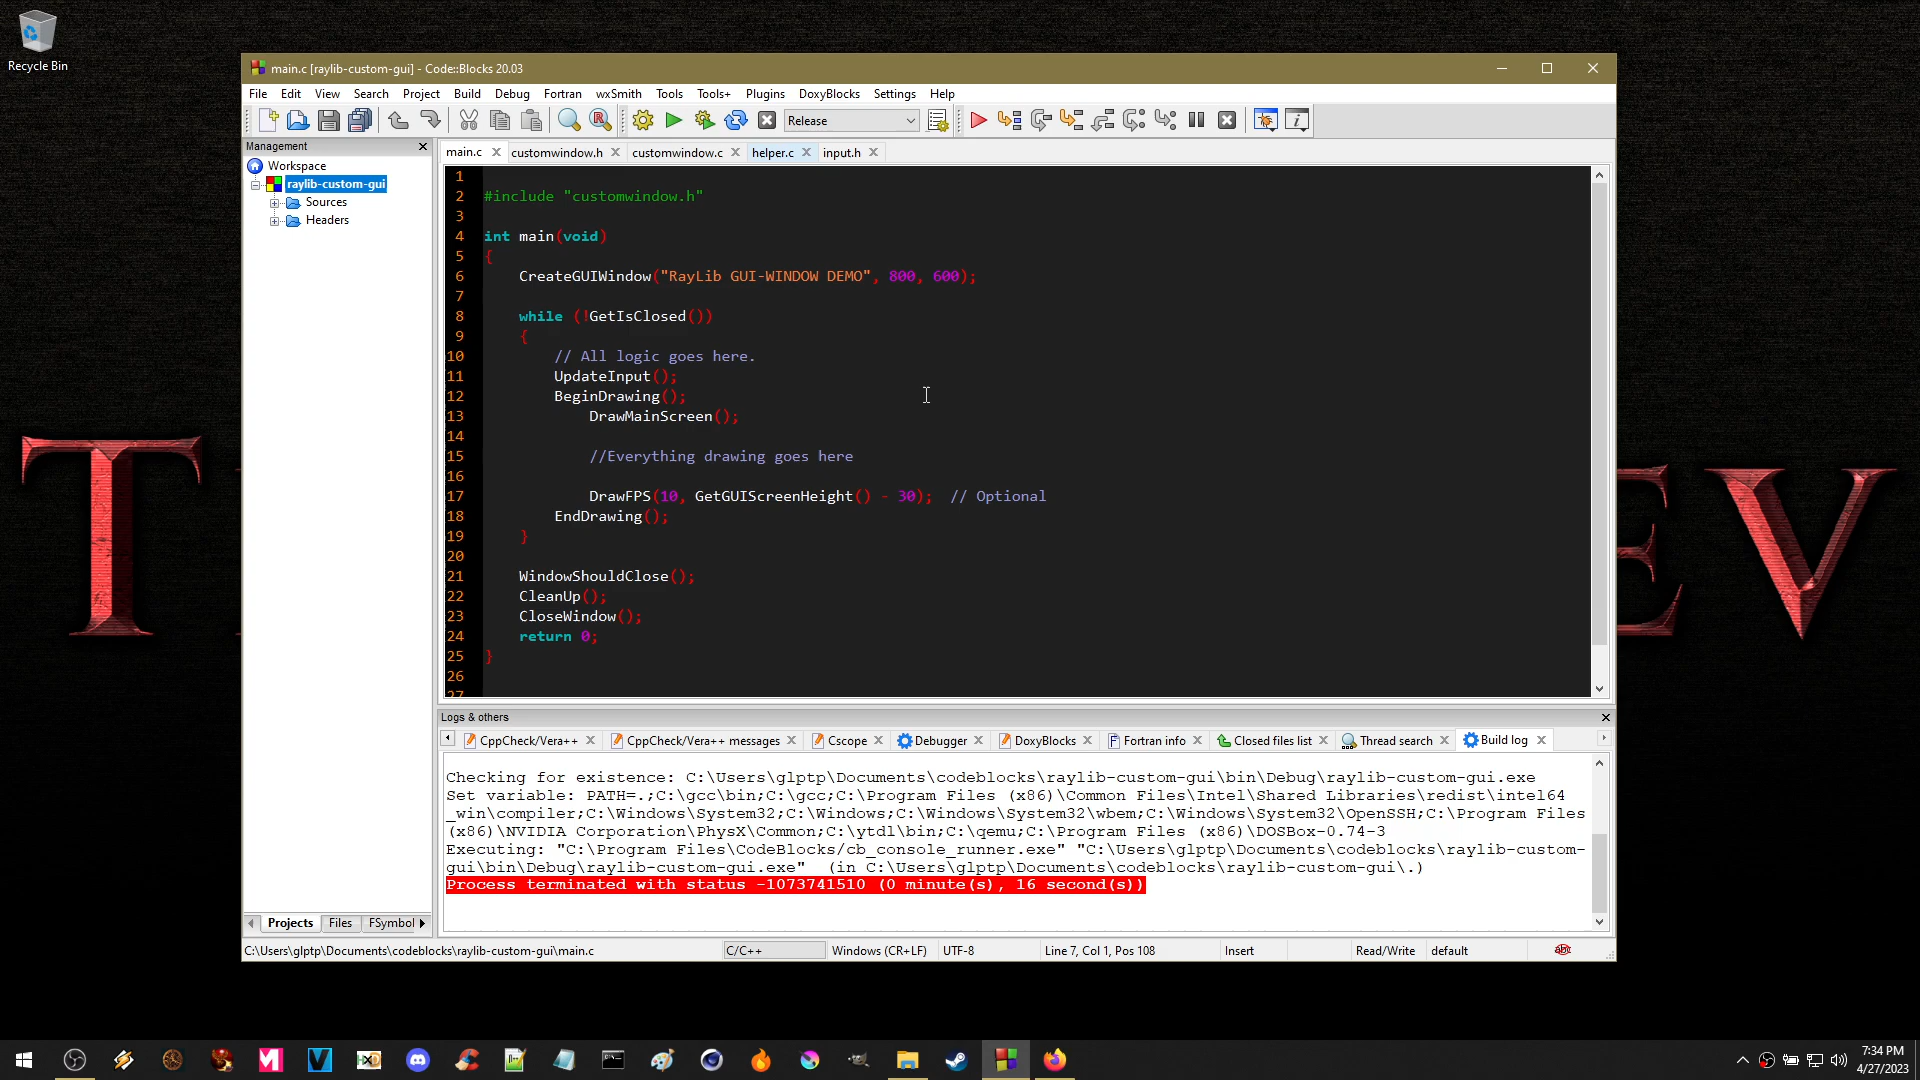 Recycle Bin
main.c [raylib-custom-gui] - Code::Blocks 20.03
File Edit View Search Project Build Debug Fortran wxSmith Tools Tools+ Plugins DoxyBlocks Settings Help
Release
Management
Workspace
raylib-custom-gui
Sources
Headers
main.c customwindow.h customwindow.c helper.c input.h
1
2 #include "customwindow.h"
3
4 int main(void)
5 {
6 CreateGUIWindow("RayLib GUI-WINDOW DEMO", 800, 600);
7
8 while (!GetIsClosed())
9 {
10 // All logic goes here.
11 UpdateInput();
12 BeginDrawing();
13 DrawMainScreen();
14
15 //Everything drawing goes here
16
17 DrawFPS(10, GetGUIScreenHeight() - 30); // Optional
18 EndDrawing();
19 }
20
21 WindowShouldClose();
22 CleanUp();
23 CloseWindow();
24 return 0;
25 }
26
27
Logs & others
CppCheck/Vera++ CppCheck/Vera++ messages Cscope Debugger DoxyBlocks Fortran info Closed files list Thread search Build log
Checking for existence: C:\Users\glptp\Documents\codeblocks\raylib-custom-gui\bin\Debug\raylib-custom-gui.exe
Set variable: PATH=.;C:\gcc\bin;C:\gcc;C:\Program Files (x86)\Common Files\Intel\Shared Libraries\redist\intel64
_win\compiler;C:\Windows\System32;C:\Windows;C:\Windows\System32\wbem;C:\Windows\System32\OpenSSH;C:\Program Files
(x86)\NVIDIA Corporation\PhysX\Common;C:\ytdl\bin;C:\qemu;C:\Program Files (x86)\DOSBox-0.74-3
Executing: "C:\Program Files\CodeBlocks/cb_console_runner.exe" "C:\Users\glptp\Documents\codeblocks\raylib-custom-
gui\bin\Debug\raylib-custom-gui.exe" (in C:\Users\glptp\Documents\codeblocks\raylib-custom-gui\.)
Process terminated with status -1073741510 (0 minute(s), 16 second(s))
Projects Files FSymbol
C:\Users\glptp\Documents\codeblocks\raylib-custom-gui\main.c C/C++ Windows (CR+LF) UTF-8 Line 7, Col 1, Pos 108 Insert Read/Write default
7:34 PM
4/27/2023